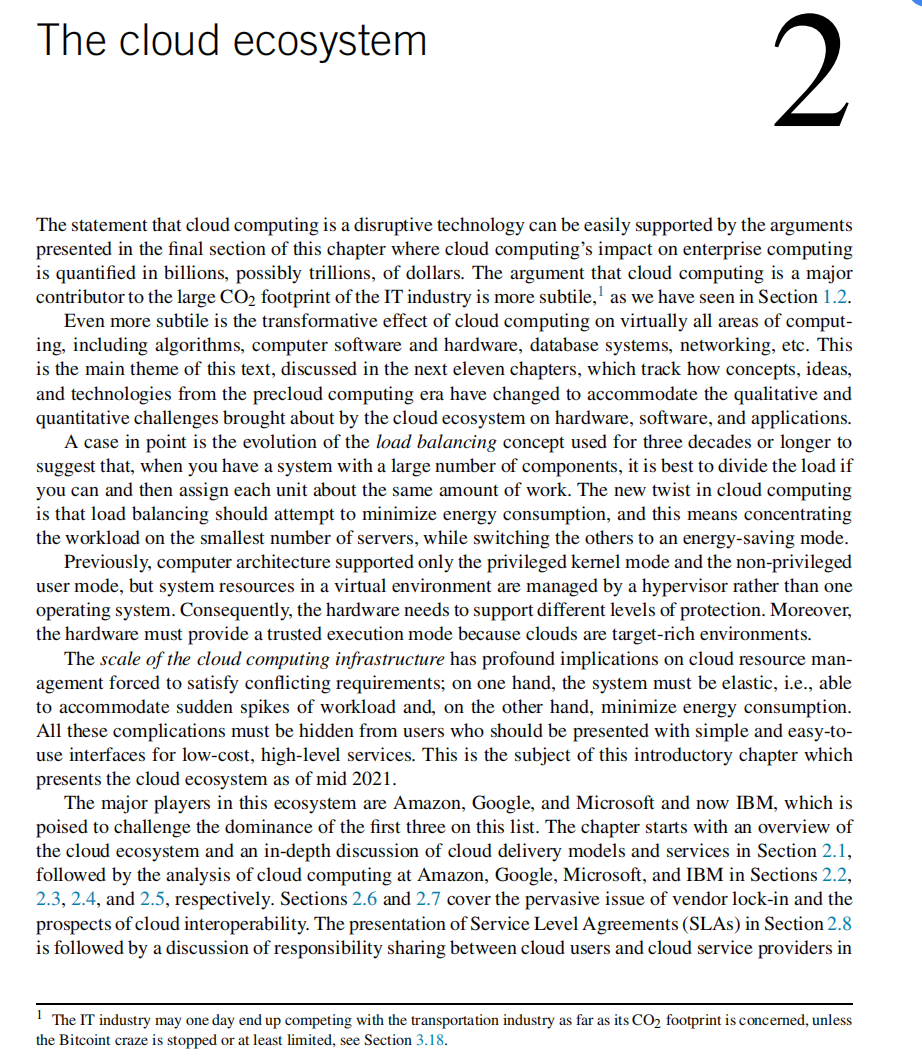 The cloud ecosystem
2
The statement that cloud computing is a disruptive technology can be easily supported by the arguments
presented in the final section of this chapter where cloud computing’s impact on enterprise computing
is quantified in billions, possibly trillions, of dollars. The argument that cloud computing is a major
contributor to the large CO2 footprint of the IT industry is more subtile,1 as we have seen in Section 1.2.
Even more subtile is the transformative effect of cloud computing on virtually all areas of comput-
ing, including algorithms, computer software and hardware, database systems, networking, etc. This
is the main theme of this text, discussed in the next eleven chapters, which track how concepts, ideas,
and technologies from the precloud computing era have changed to accommodate the qualitative and
quantitative challenges brought about by the cloud ecosystem on hardware, software, and applications.
A case in point is the evolution of the load balancing concept used for three decades or longer to
suggest that, when you have a system with a large number of components, it is best to divide the load if
you can and then assign each unit about the same amount of work. The new twist in cloud computing
is that load balancing should attempt to minimize energy consumption, and this means concentrating
the workload on the smallest number of servers, while switching the others to an energy-saving mode.
Previously, computer architecture supported only the privileged kernel mode and the non-privileged
user mode, but system resources in a virtual environment are managed by a hypervisor rather than one
operating system. Consequently, the hardware needs to support different levels of protection. Moreover,
the hardware must provide a trusted execution mode because clouds are target-rich environments.
The scale of the cloud computing infrastructure has profound implications on cloud resource man-
agement forced to satisfy conflicting requirements; on one hand, the system must be elastic, i.e., able
to accommodate sudden spikes of workload and, on the other hand, minimize energy consumption.
All these complications must be hidden from users who should be presented with simple and easy-to-
use interfaces for low-cost, high-level services. This is the subject of this introductory chapter which
presents the cloud ecosystem as of mid 2021.
The major players in this ecosystem are Amazon, Google, and Microsoft and now IBM, which is
poised to challenge the dominance of the first three on this list. The chapter starts with an overview of
the cloud ecosystem and an in-depth discussion of cloud delivery models and services in Section 2.1,
followed by the analysis of cloud computing at Amazon, Google, Microsoft, and IBM in Sections 2.2,
2.3, 2.4, and 2.5, respectively. Sections 2.6 and 2.7 cover the pervasive issue of vendor lock-in and the
prospects of cloud interoperability. The presentation of Service Level Agreements (SLAs) in Section 2.8
is followed by a discussion of responsibility sharing between cloud users and cloud service providers in
1 The IT industry may one day end up competing with the transportation industry as far as its CO2 footprint is concerned, unless
the Bitcoint craze is stopped or at least limited, see Section 3.18.